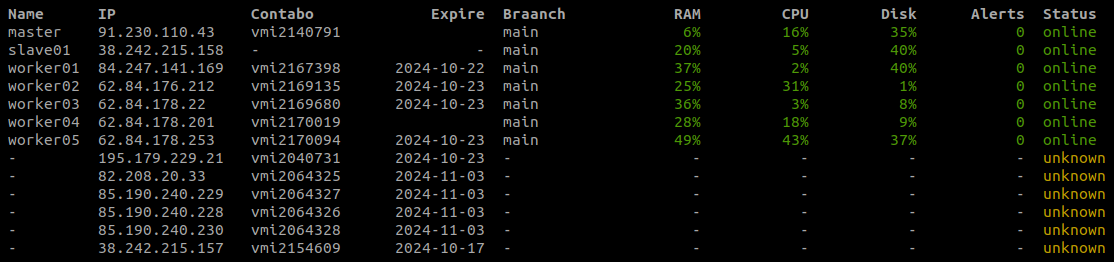 Name IP Contabo Expire Braanch RAM CPU Disk Alerts Status
master 91.230.110.43 vmi2140791 main 6% 16% 35% 0 online
slave01 38.242.215.158 - - main 20% 5% 40% 0 online
worker01 84.247.141.169 vmi2167398 2024-10-22 main 37% 2% 40% 0 online
worker02 62.84.176.212 vmi2169135 2024-10-23 main 25% 31% 1% 0 online
worker03 62.84.178.22 vmi2169680 2024-10-23 main 36% 3% 8% 0 online
worker04 62.84.178.201 vmi2170019 main 28% 18% 9% 0 online
worker05 62.84.178.253 vmi2170094 2024-10-23 main 49% 43% 37% 0 online
- 195.179.229.21 vmi2040731 2024-10-23 - - - - - unknown
- 82.208.20.33 vmi2064325 2024-11-03 - - - - - unknown
- 85.190.240.229 vmi2064327 2024-11-03 - - - - - unknown
- 85.190.240.228 vmi2064326 2024-11-03 - - - - - unknown
- 85.190.240.230 vmi2064328 2024-11-03 - - - - - unknown
- 38.242.215.157 vmi2154609 2024-10-17 - - - - - unknown